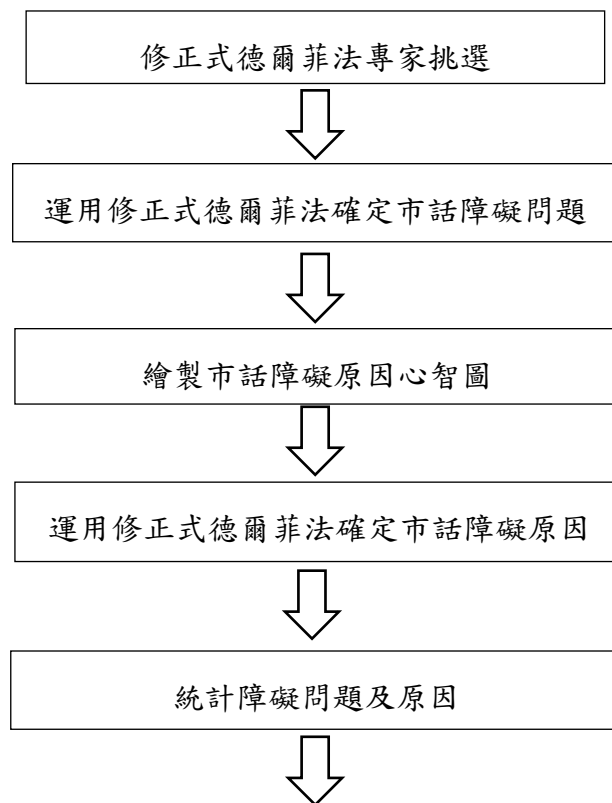 修正式德爾菲法專家挑選
運用修正式德爾菲法確定市話障礙問題
繪製市話障礙原因心智圖
運用修正式德爾菲法確定市話障礙原因
統計障礙問題及原因